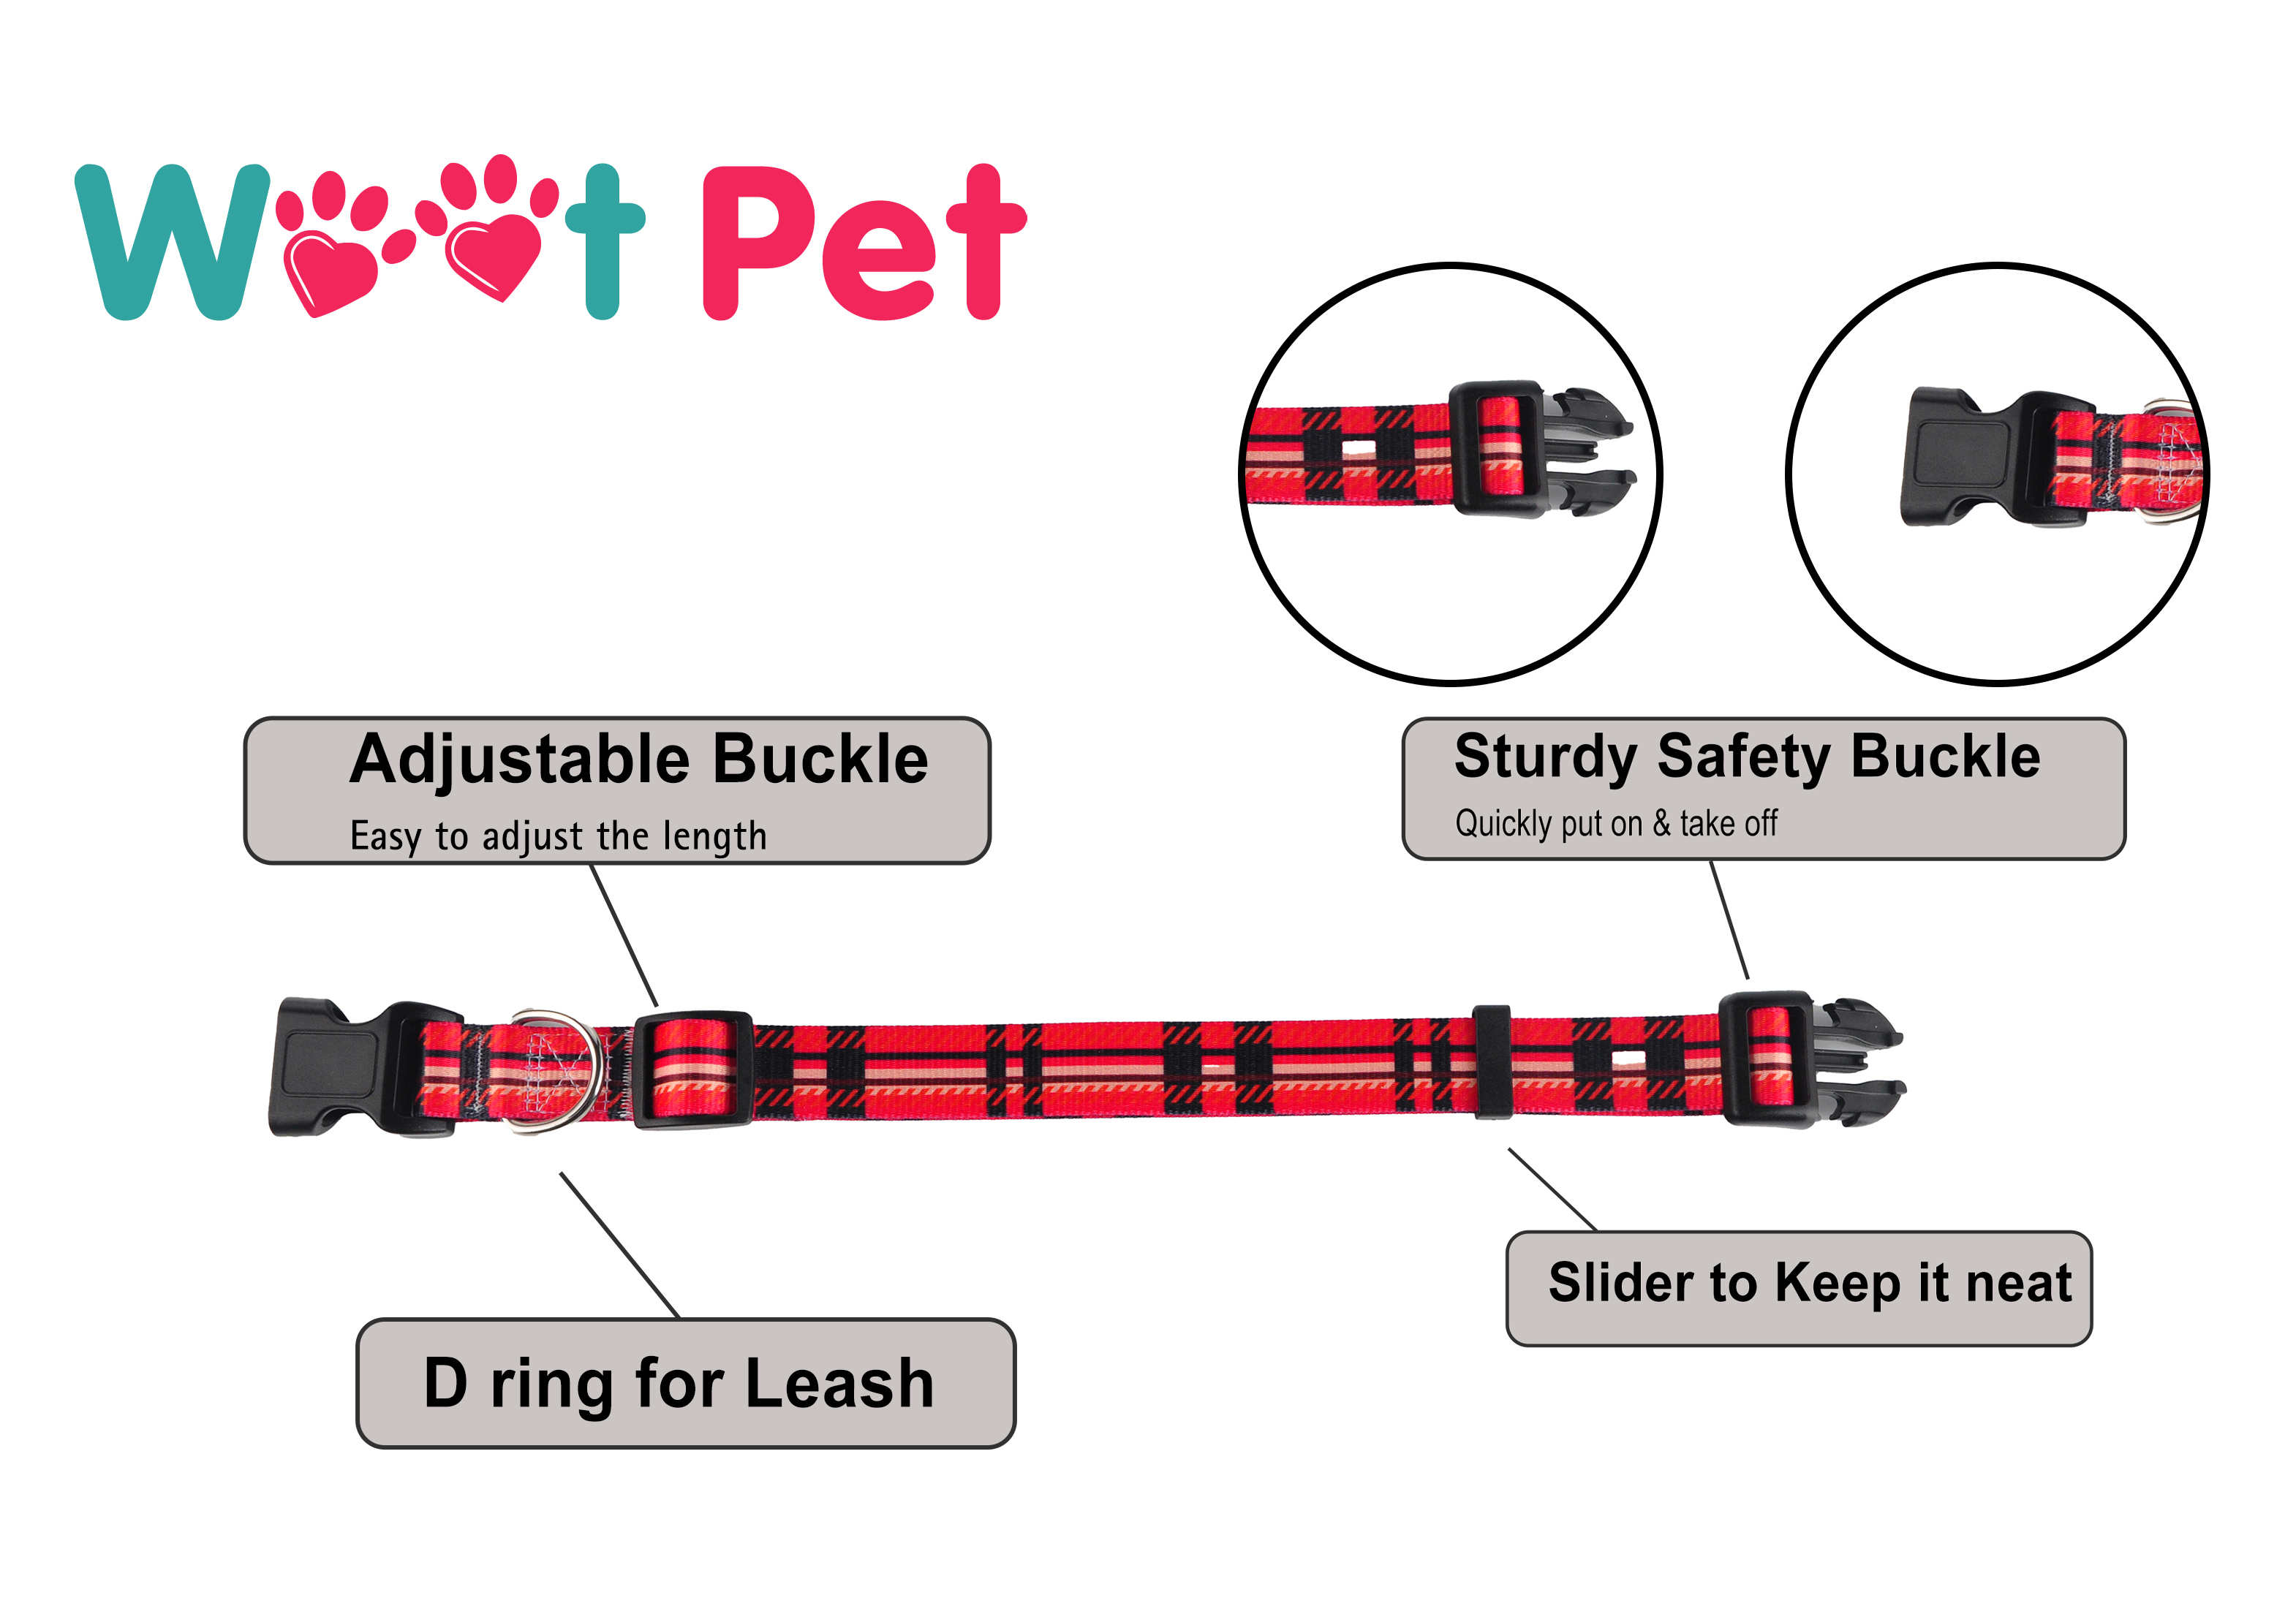 Woot Pet
Adjustable Buckle
Easy to adjust the length
Sturdy Safety Buckle
Quickly put on & take off
Slider to Keep it neat
D ring for Leash